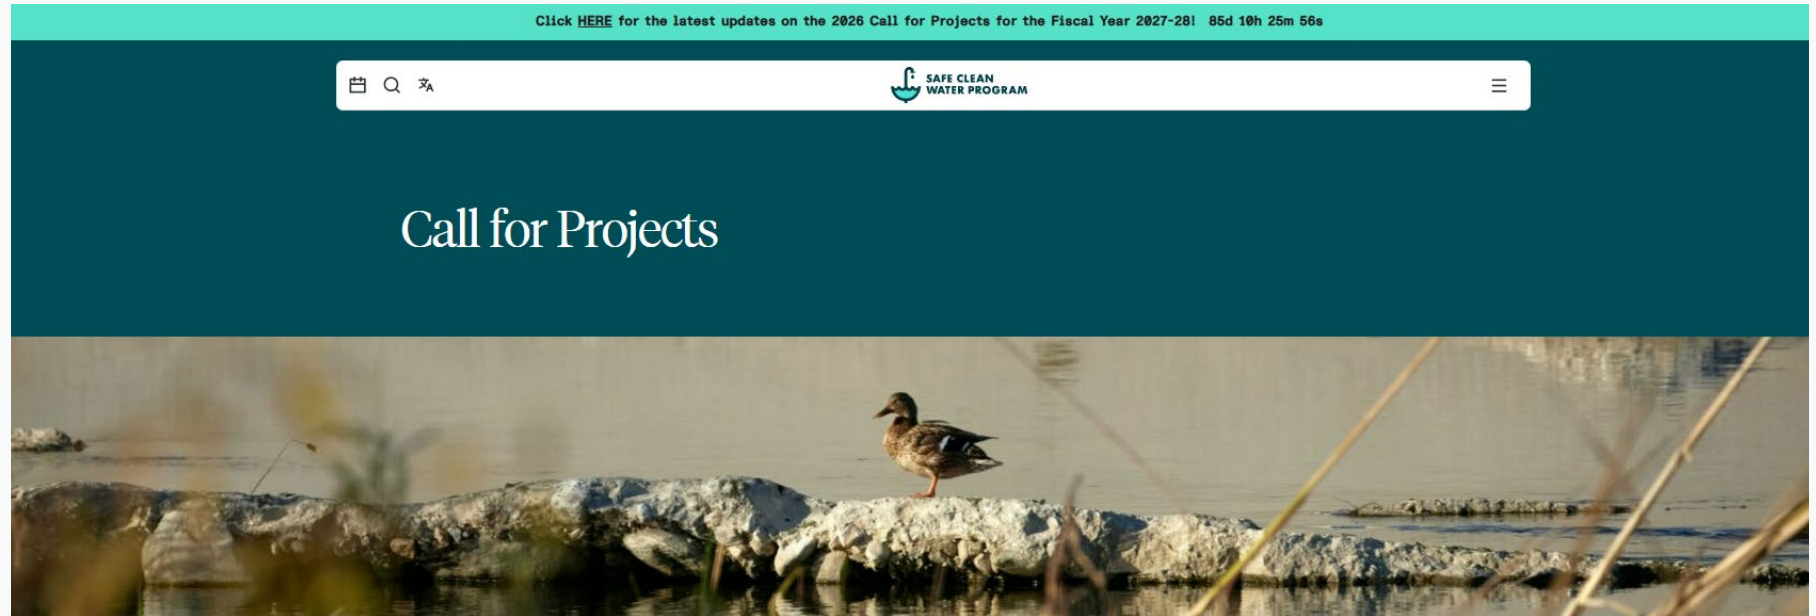 Click HERE for the latest updates on the 2026 Call for Projects for the Fiscal Year 2027-28! 85d 10h 25m 56s
SAFE CLEAN
WATER PROGRAM
Call for Projects